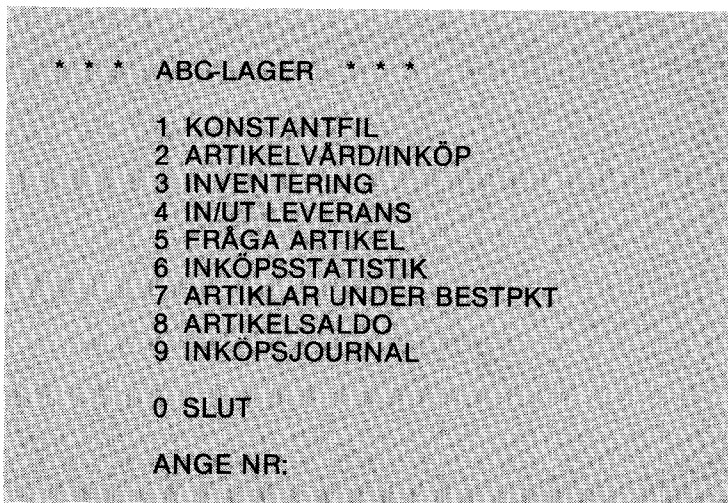 * * * ABC-LAGER * * *
1 KONSTANTFIL
2 ARTIKELVÅRD/INKÖP
3 INVENTERING
4 IN/UT LEVERANS
5 FRÅGA ARTIKEL
6 INKÖPSSTATISTIK
7 ARTIKLAR UNDER BESTPKT
8 ARTIKELSALDO
9 INKÖPSJOURNAL
0 SLUT
ANGE NR: